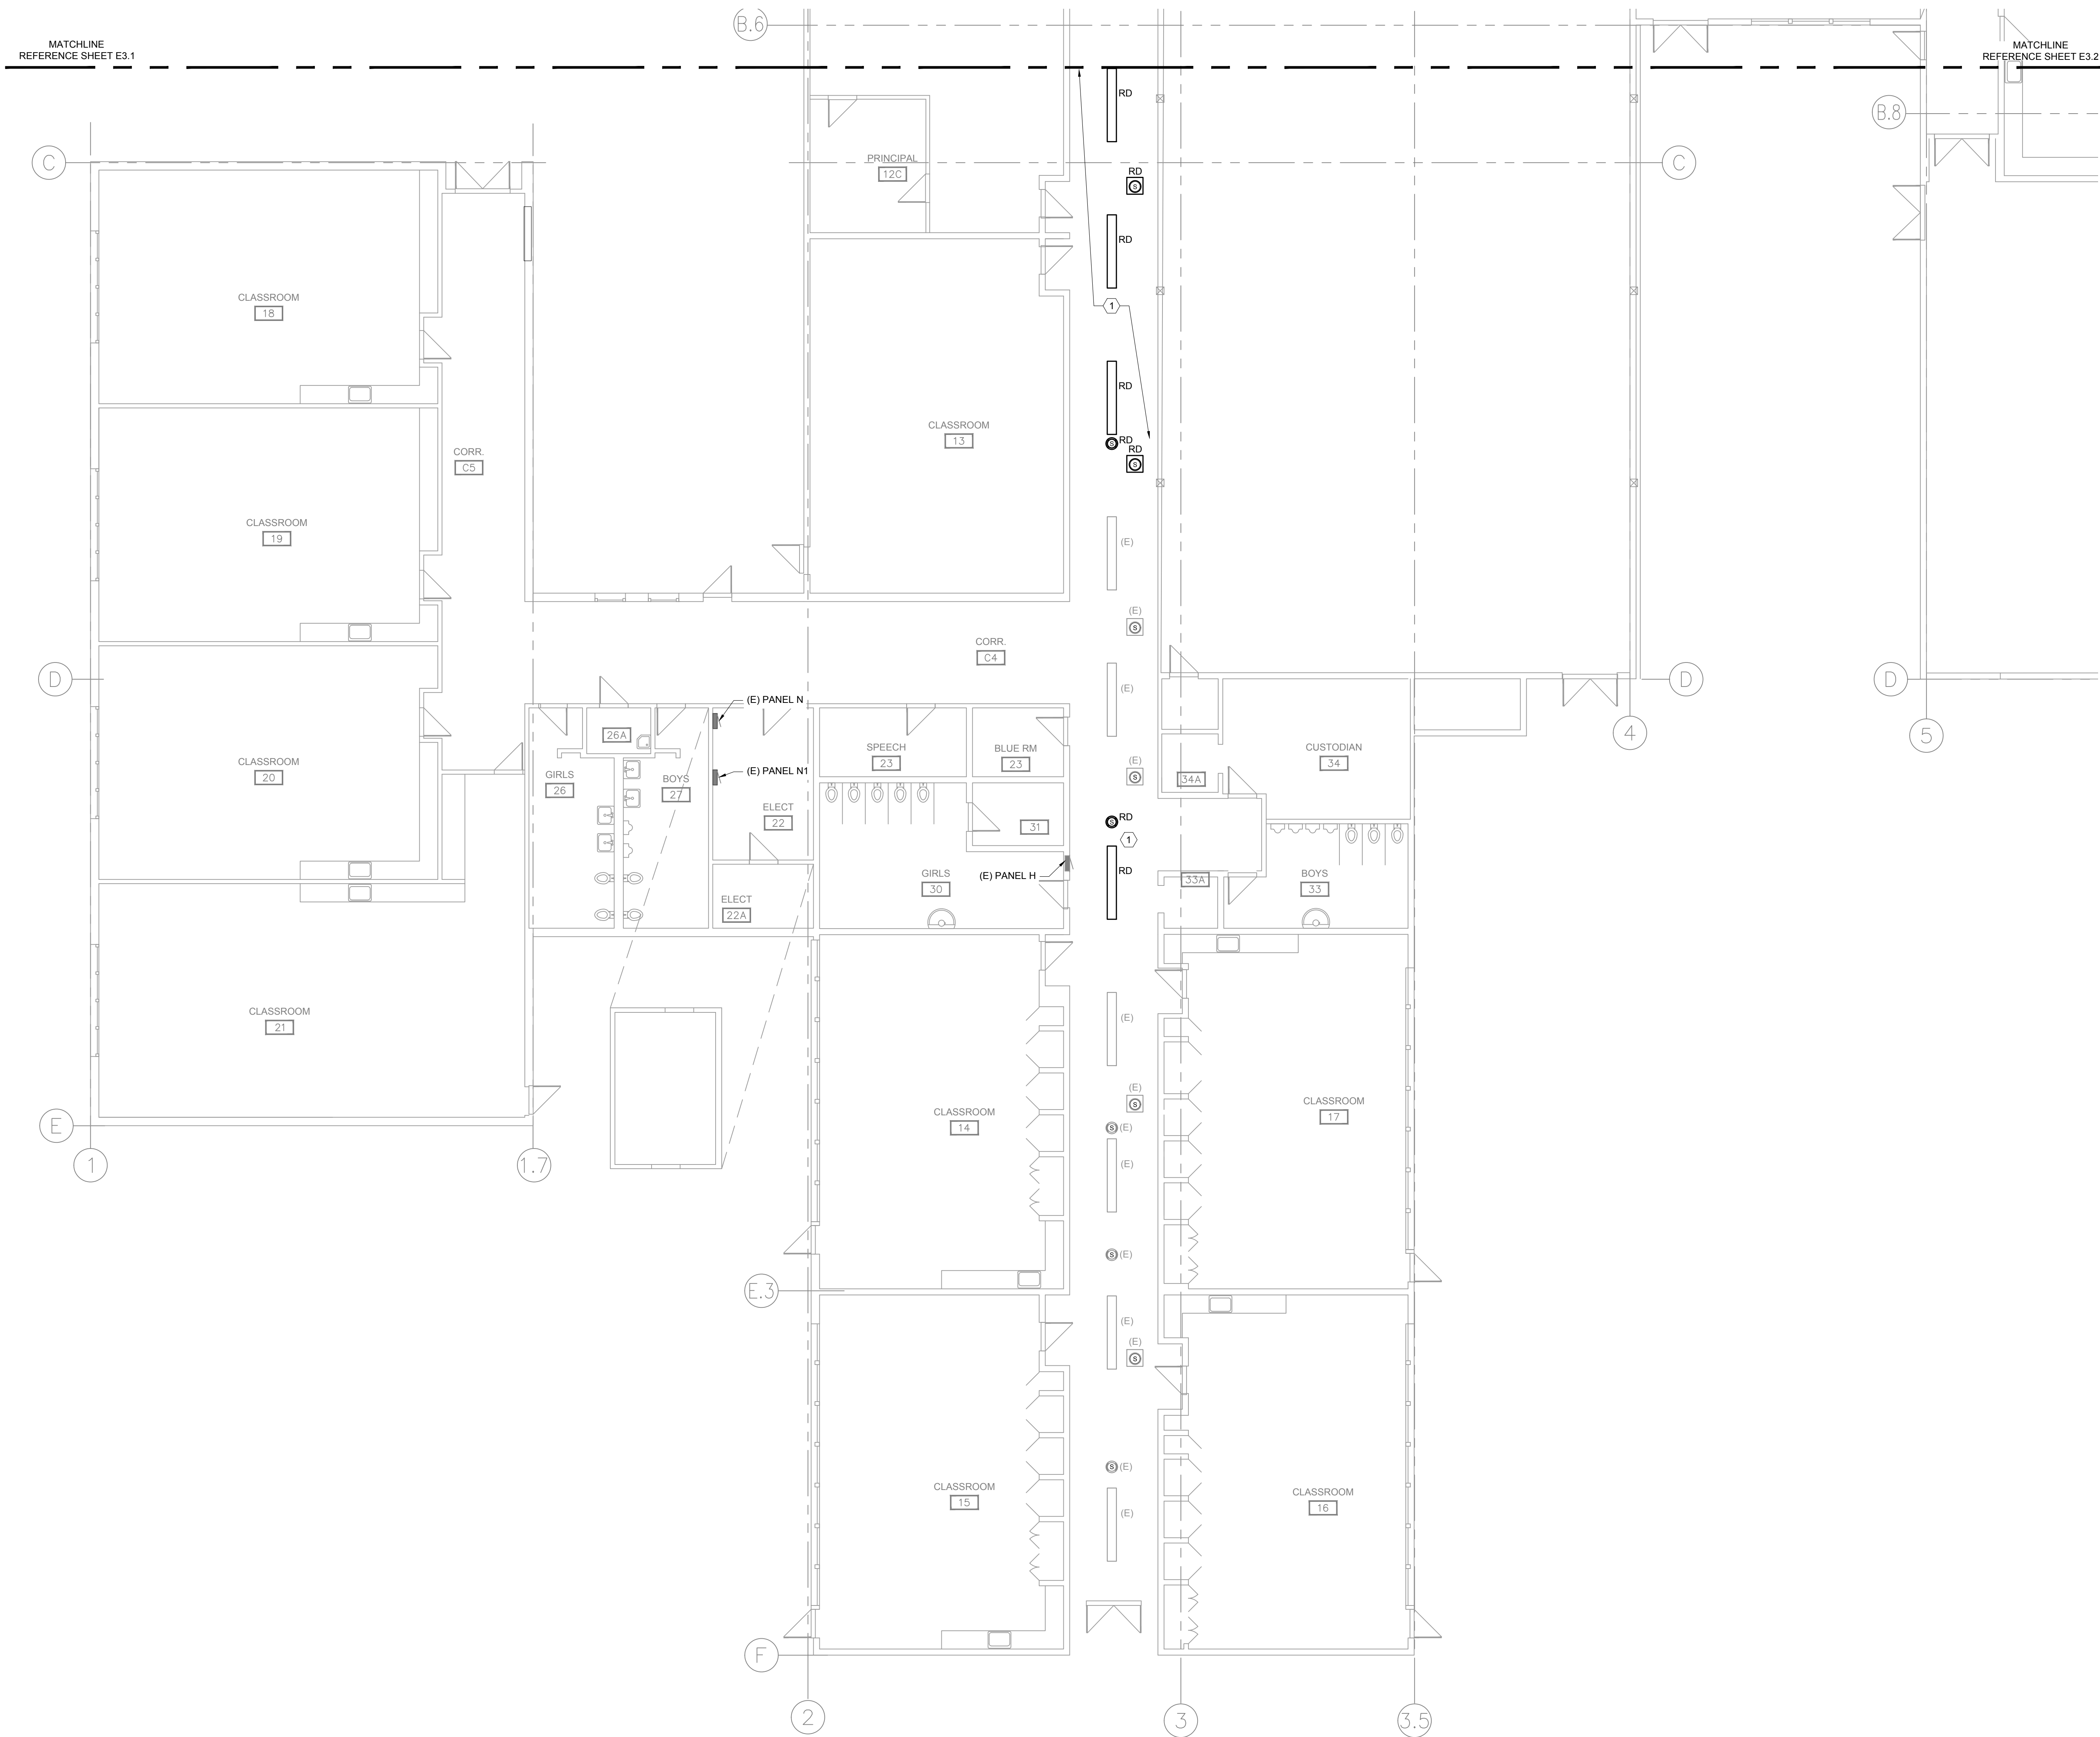 B.6
MATCHLINE
REFERENCE SHEET E3.1
MATCHLINE
REFERENCE SHEET E3.2
RD
B.8
C
PRINCIPAL
12C
C
RD
S
RD
CLASSROOM
18
1
RD
CLASSROOM
13
S RD
RD
S
CORR.
C5
CLASSROOM
19
(E)
(E)
S
CORR.
C4
D
(E)
D
D
(E) PANEL N
26A
4
5
SPEECH
23
BLUE RM
23
CUSTODIAN
34
CLASSROOM
20
(E)
S
(E) PANEL N1
GIRLS
26
BOYS
27
34A
ELECT
22
S RD
31
1
GIRLS
30
(E) PANEL H
RD
33A
BOYS
33
ELECT
22A
CLASSROOM
21
(E)
(E)
S
CLASSROOM
14
CLASSROOM
17
E
S (E)
1
1.7
(E)
S (E)
E.3
(E)
(E)
S
S (E)
CLASSROOM
15
CLASSROOM
16
(E)
F
2
3
3.5